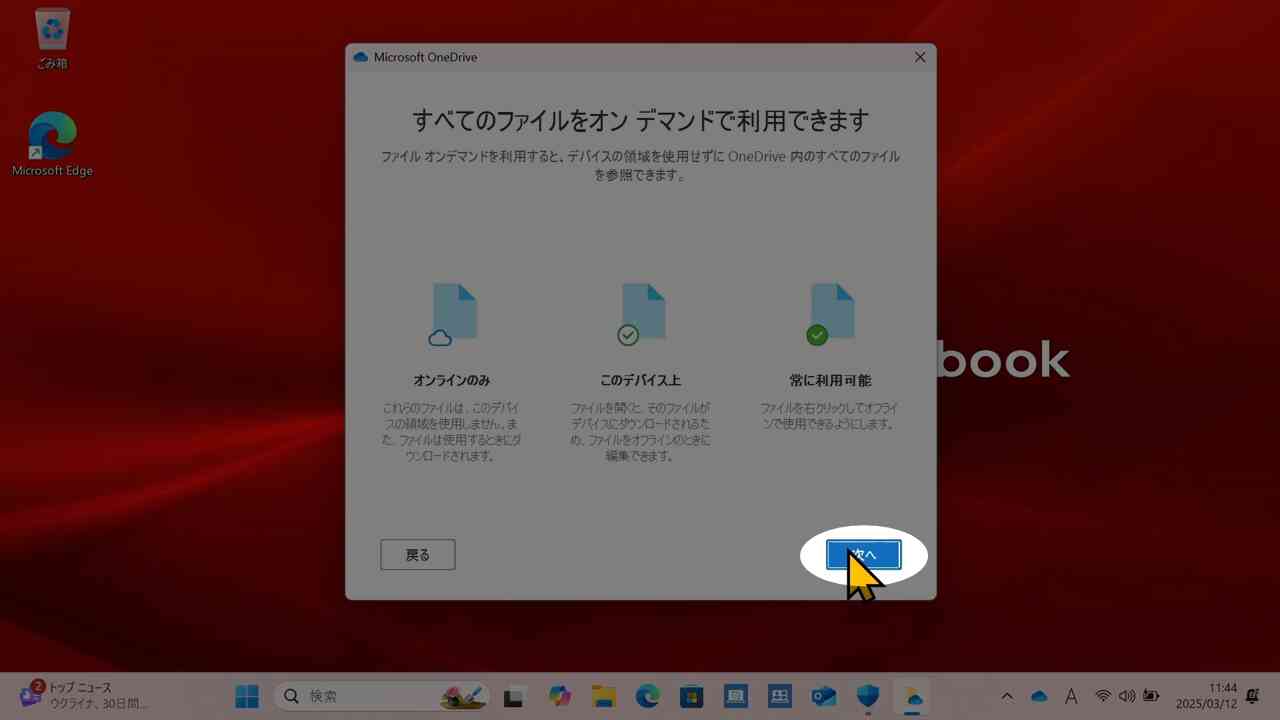 ごみ箱
Microsoft Edge
Microsoft OneDrive
すべてのファイルをオン デマンドで利用できます
ファイル オンデマンドを利用すると、デバイスの領域を使用せずに OneDrive 内のすべてのファイル
を参照できます。
オンラインのみ
これらのファイルは、このデバイ
スの領域を使用しません。ま
た、ファイルは使用するときにダ
ウンロードされます。
このデバイス上
ファイルを開くと、そのファイルが
デバイスにダウンロードされるた
め、ファイルをオフラインのときに
編集できます。
常に利用可能
ファイルを右クリックしてオフライ
ンで使用できるようにします。
book
戻る
次へ
2
トップ ニュース
ウクライナ、30日間...
検索
A
11:44
2025/03/12